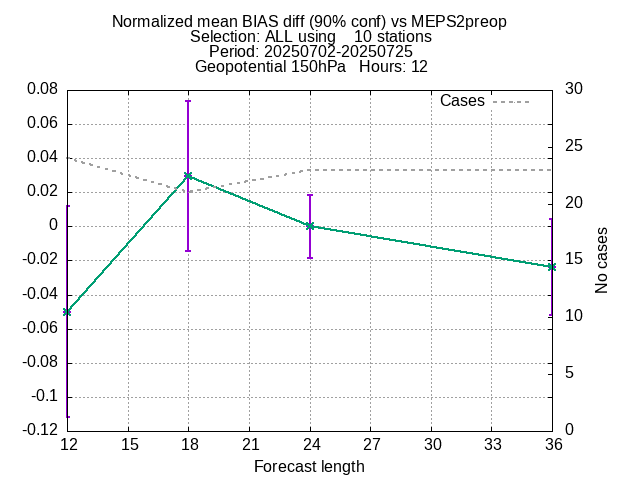 Normalized mean BIAS diff (90% conf) vs MEPS2preop
Selection: ALL using    10 stations
Period: 20250702-20250725
Geopotential 150hPa   Hours: 12
Cases
0.08
0.06
0.04
0.02
0
-0.02
-0.04
-0.06
-0.08
-0.1
-0.12
30
25
20
15
10
5
0
No cases
12 15 18 21 24 27 30 33 36
Forecast length